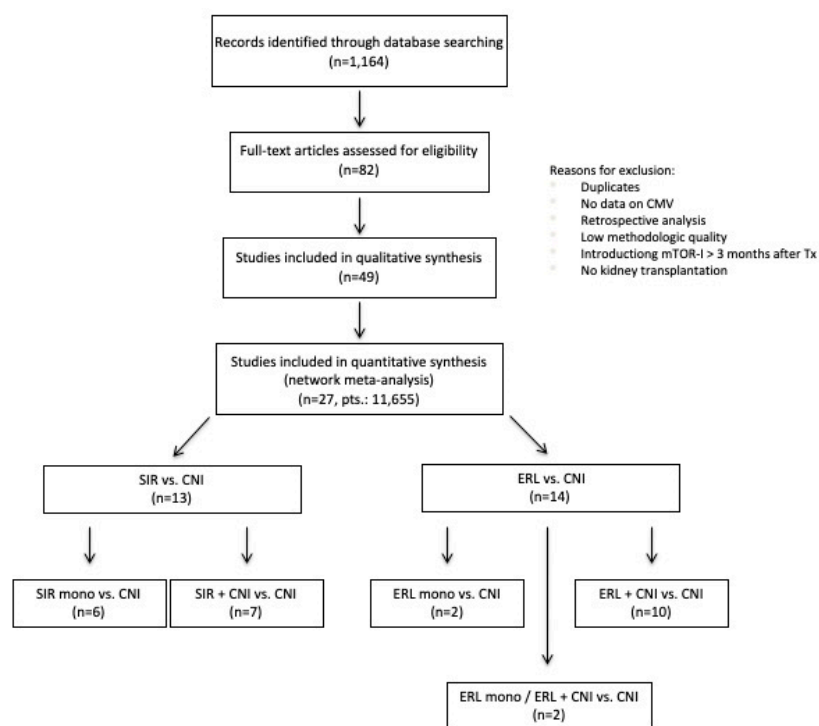 Records identified through database searching
(n=1,164)
Full-text articles assessed for eligibility
(n=82)
Reasons for exclusion:
Duplicates
No data on CMV
Retrospective analysis
Low methodologic quality
Introductiong mTOR-I > 3 months after Tx
No kidney transplantation
Studies included in qualitative synthesis
(n=49)
Studies included in quantitative synthesis
(network meta-analysis)
(n=27, pts.: 11,655)
SIR vs. CNI
(n=13)
ERL vs. CNI
(n=14)
SIR mono vs. CNI
(n=6)
SIR + CNI vs. CNI
(n=7)
ERL mono vs. CNI
(n=2)
ERL + CNI vs. CNI
(n=10)
ERL mono / ERL + CNI vs. CNI
(n=2)